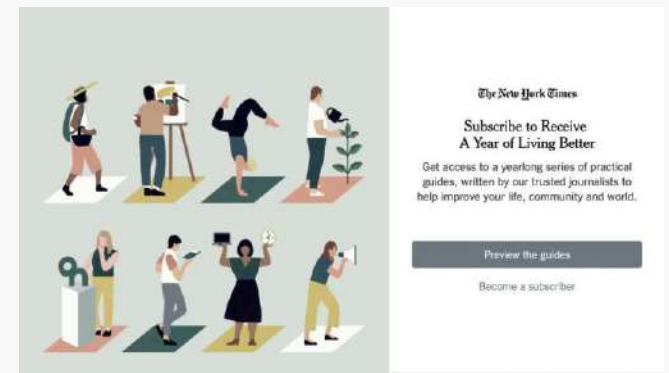 The New York Times
Subscribe to Receive
A Year of Living Better
Get access to a yearlong series of practical
guides, written by our trusted journalists to
help improve your life, community and world.
Preview the guides
Become a subscriber